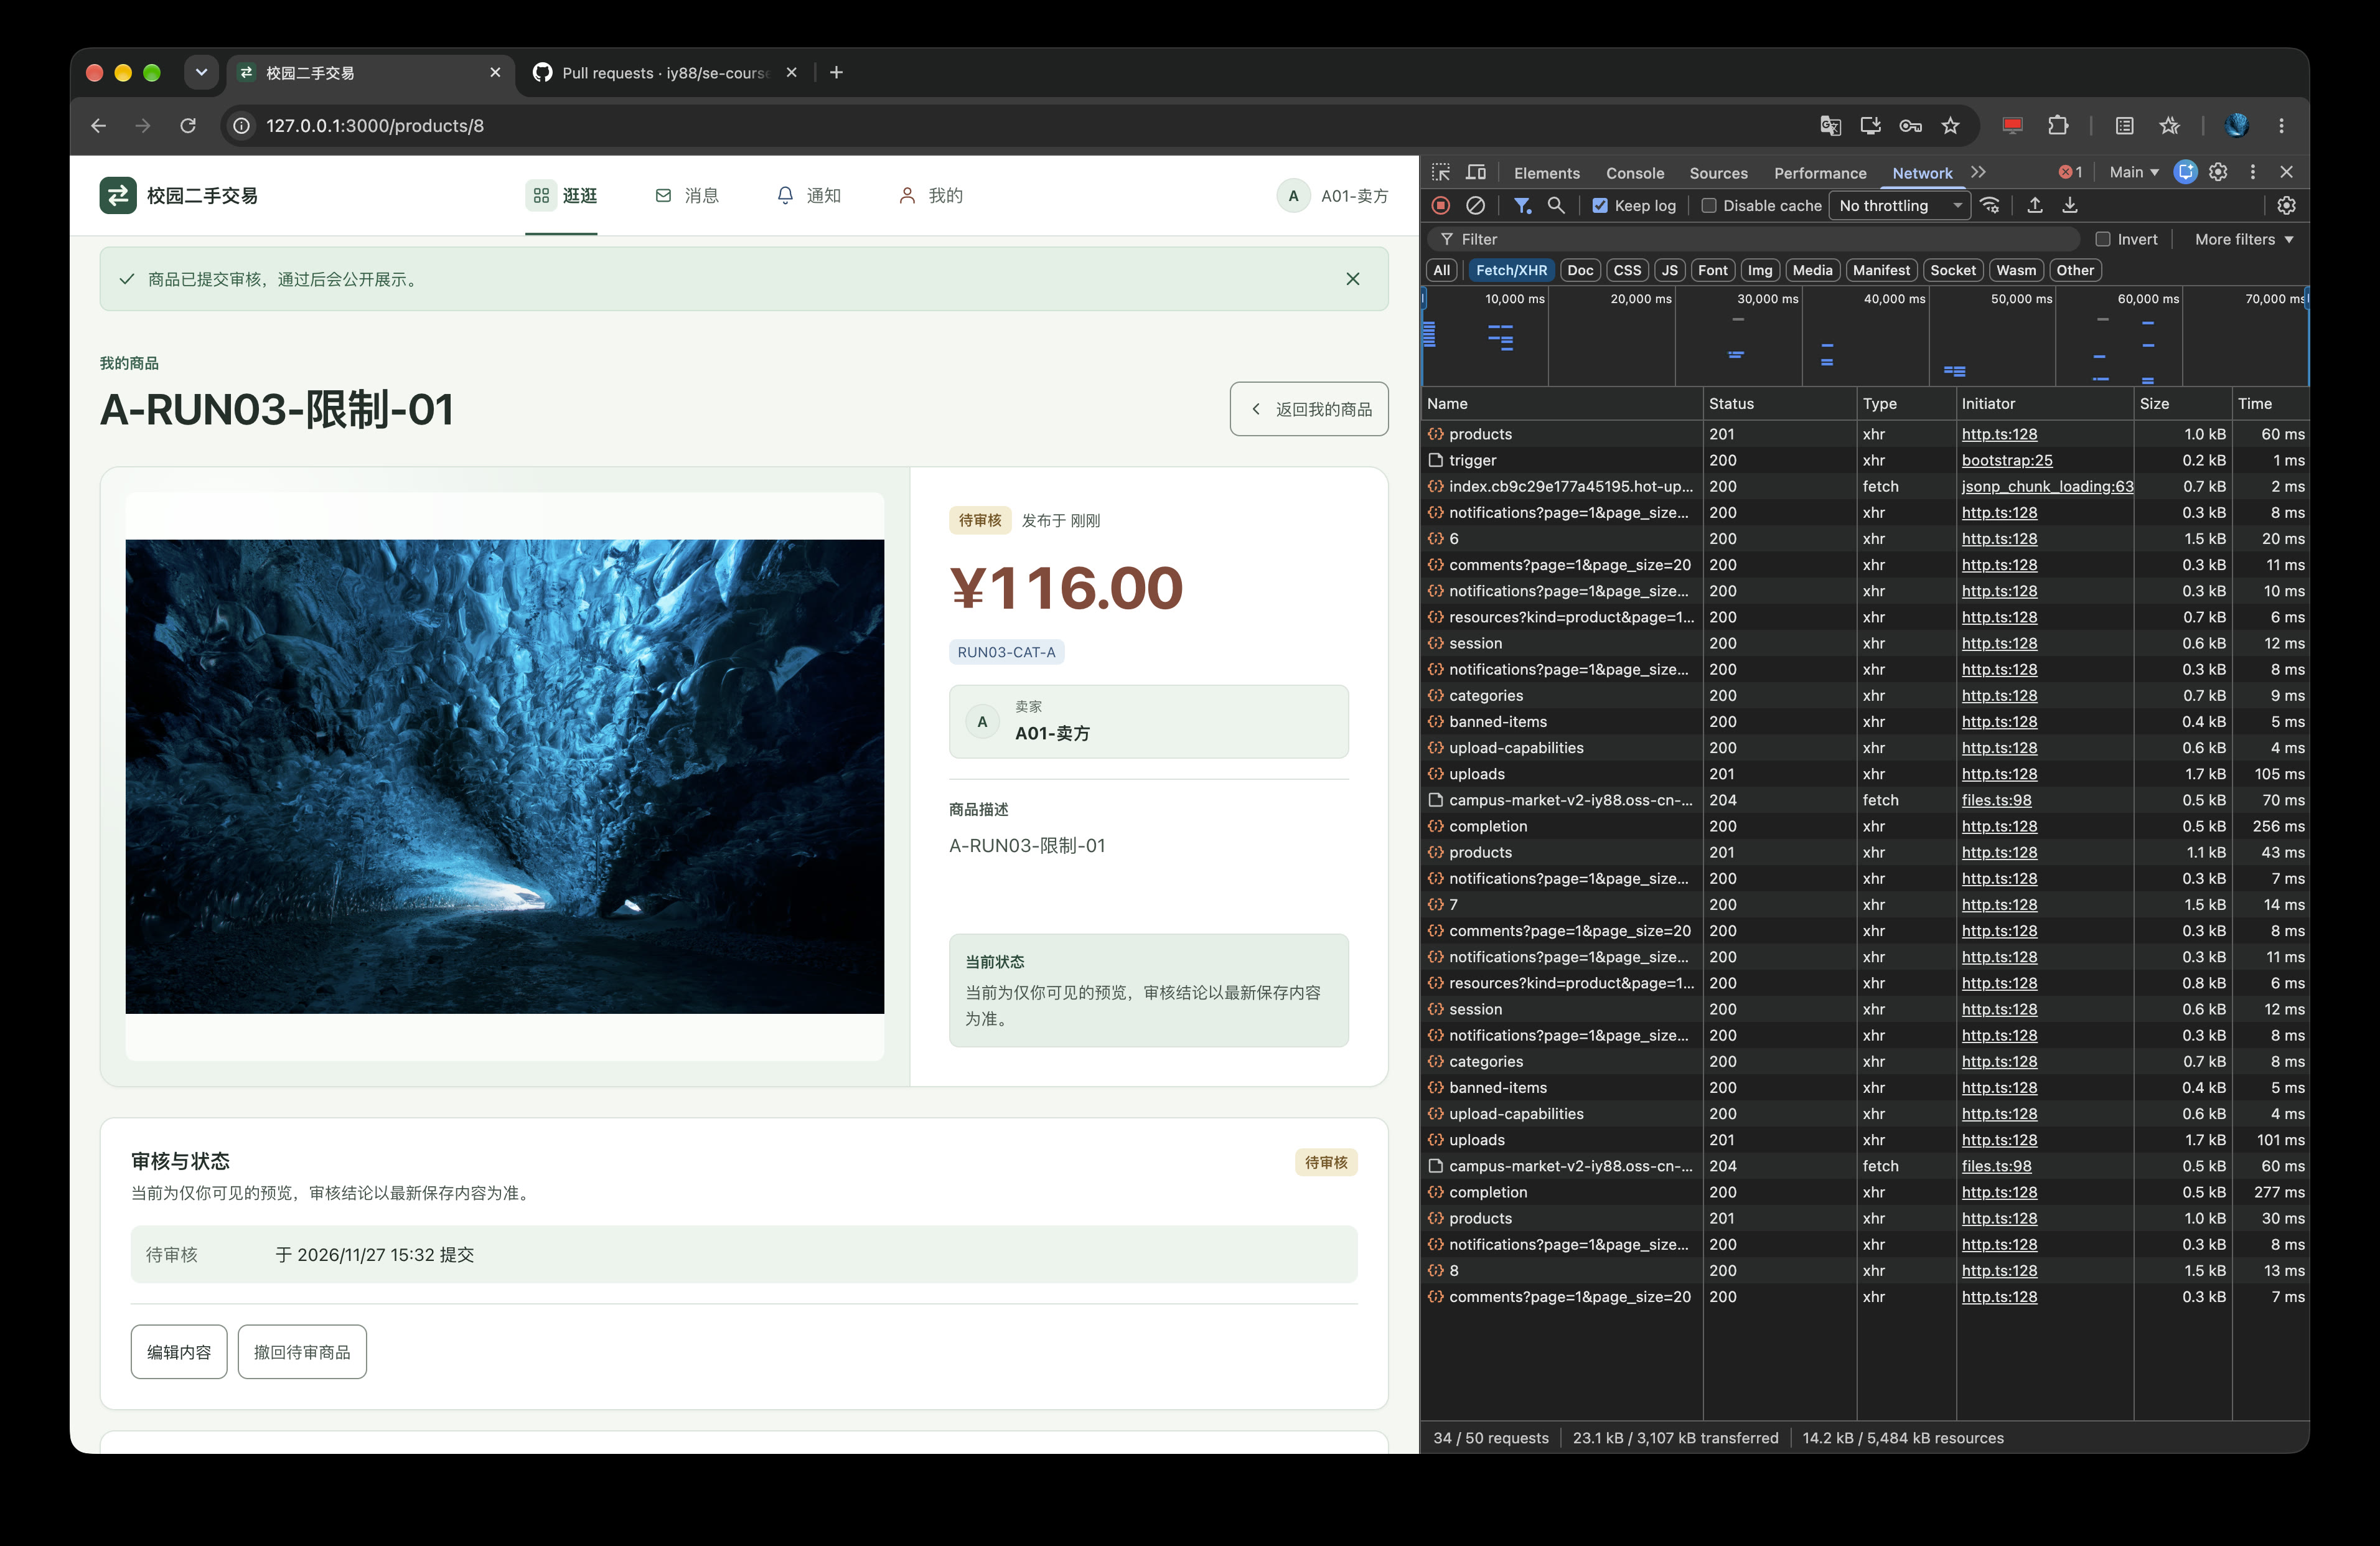 校园二手交易
Pull requests · iy88/se-course
127.0.0.1:3000/products/8
校园二手交易
逛逛
消息
通知
我的
A
A01-卖方
商品已提交审核，通过后会公开展示。
我的商品
A-RUN03-限制-01
返回我的商品
待审核 发布于 刚刚
¥116.00
RUN03-CAT-A
A
卖家
A01-卖方
商品描述
A-RUN03-限制-01
当前状态
当前为仅你可见的预览，审核结论以最新保存内容
为准。
审核与状态
待审核
当前为仅你可见的预览，审核结论以最新保存内容为准。
待审核 于 2026/11/27 15:32 提交
编辑内容
撤回待审商品
Elements Console Sources Performance Network 1 Main
Keep log Disable cache No throttling
Filter Invert More filters
All Fetch/XHR Doc CSS JS Font Img Media Manifest Socket Wasm Other
10,000 ms 20,000 ms 30,000 ms 40,000 ms 50,000 ms 60,000 ms 70,000 ms
Name Status Type Initiator Size Time
products 201 xhr http.ts:128 1.0 kB 60 ms
trigger 200 xhr bootstrap:25 0.2 kB 1 ms
index.cb9c29e177a45195.hot-up... 200 fetch jsonp_chunk_loading:63 0.7 kB 2 ms
notifications?page=1&page_size... 200 xhr http.ts:128 0.3 kB 8 ms
6 200 xhr http.ts:128 1.5 kB 20 ms
comments?page=1&page_size=20 200 xhr http.ts:128 0.3 kB 11 ms
notifications?page=1&page_size... 200 xhr http.ts:128 0.3 kB 10 ms
resources?kind=product&page=1... 200 xhr http.ts:128 0.7 kB 6 ms
session 200 xhr http.ts:128 0.6 kB 12 ms
notifications?page=1&page_size... 200 xhr http.ts:128 0.3 kB 8 ms
categories 200 xhr http.ts:128 0.7 kB 9 ms
banned-items 200 xhr http.ts:128 0.4 kB 5 ms
upload-capabilities 200 xhr http.ts:128 0.6 kB 4 ms
uploads 201 xhr http.ts:128 1.7 kB 105 ms
campus-market-v2-iy88.oss-cn-... 204 fetch files.ts:98 0.5 kB 70 ms
completion 200 xhr http.ts:128 0.5 kB 256 ms
products 201 xhr http.ts:128 1.1 kB 43 ms
notifications?page=1&page_size... 200 xhr http.ts:128 0.3 kB 7 ms
7 200 xhr http.ts:128 1.5 kB 14 ms
comments?page=1&page_size=20 200 xhr http.ts:128 0.3 kB 8 ms
notifications?page=1&page_size... 200 xhr http.ts:128 0.3 kB 11 ms
resources?kind=product&page=1... 200 xhr http.ts:128 0.8 kB 6 ms
session 200 xhr http.ts:128 0.6 kB 12 ms
notifications?page=1&page_size... 200 xhr http.ts:128 0.3 kB 8 ms
categories 200 xhr http.ts:128 0.7 kB 8 ms
banned-items 200 xhr http.ts:128 0.4 kB 5 ms
upload-capabilities 200 xhr http.ts:128 0.6 kB 4 ms
uploads 201 xhr http.ts:128 1.7 kB 101 ms
campus-market-v2-iy88.oss-cn-... 204 fetch files.ts:98 0.5 kB 60 ms
completion 200 xhr http.ts:128 0.5 kB 277 ms
products 201 xhr http.ts:128 1.0 kB 30 ms
notifications?page=1&page_size... 200 xhr http.ts:128 0.3 kB 8 ms
8 200 xhr http.ts:128 1.5 kB 13 ms
comments?page=1&page_size=20 200 xhr http.ts:128 0.3 kB 7 ms
34 / 50 requests 23.1 kB / 3,107 kB transferred 14.2 kB / 5,484 kB resources